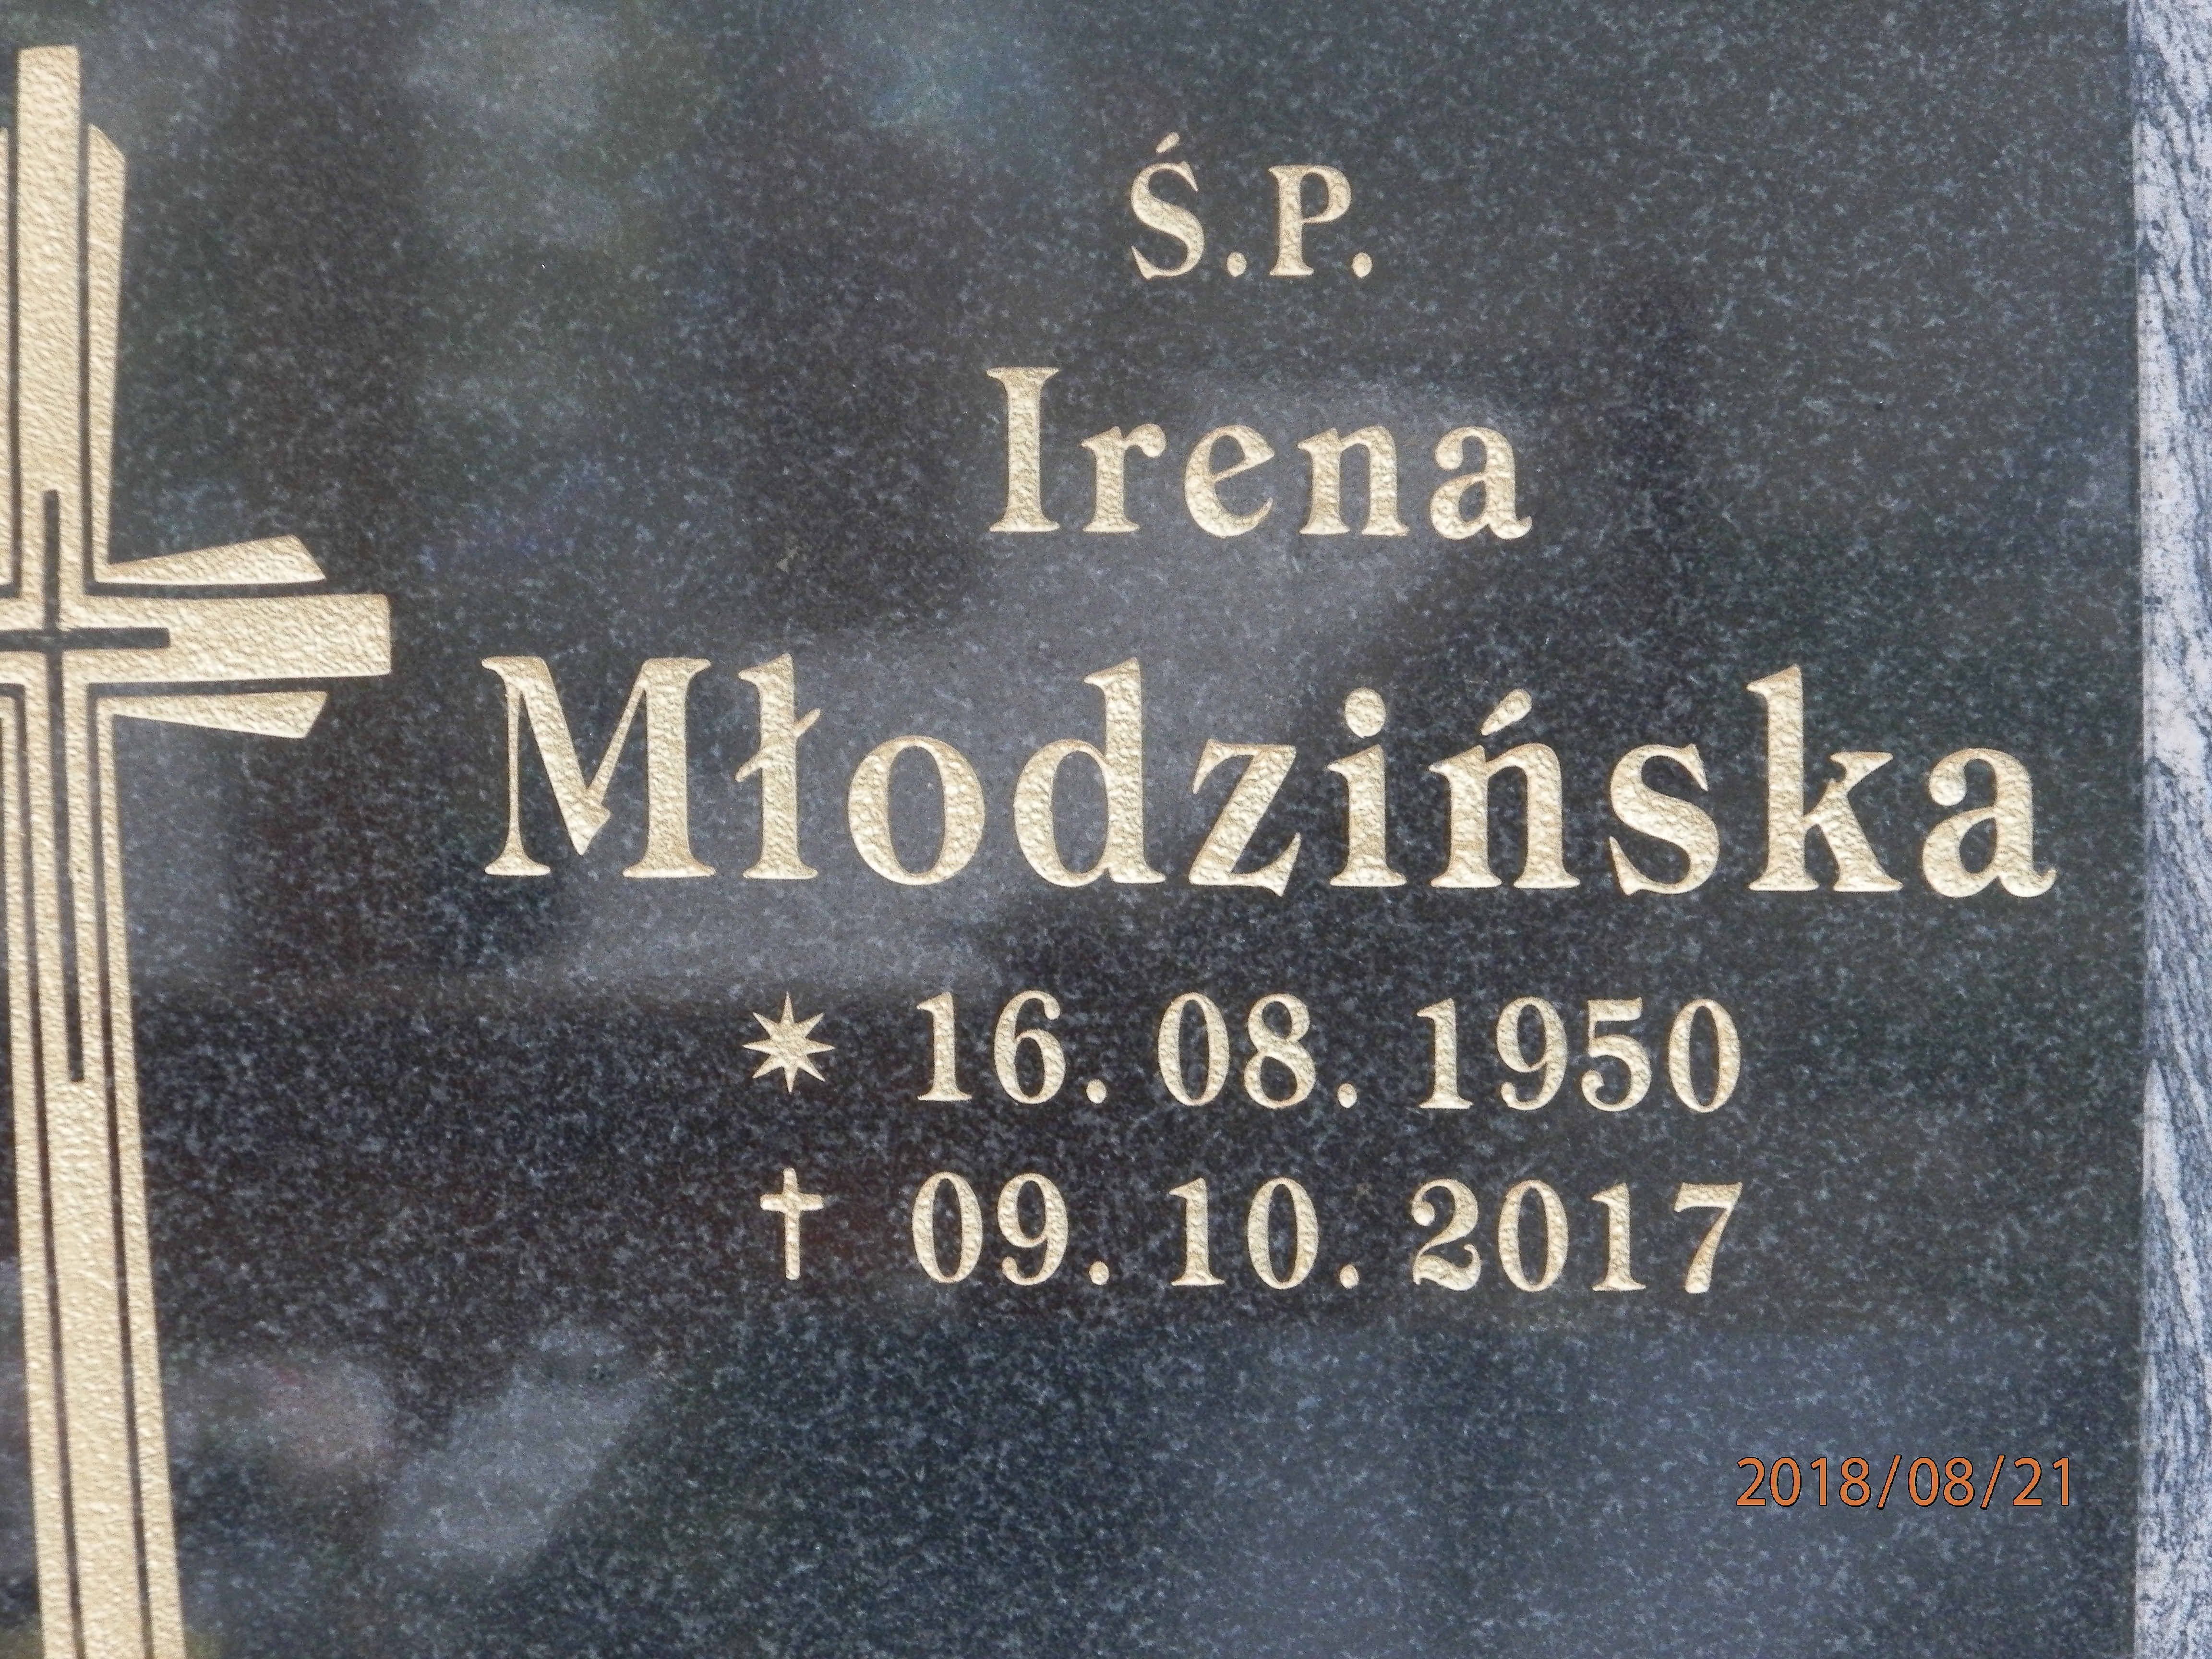 Ś.P.
Irena
Młodzińska
* 16. 08. 1950
† 09. 10. 2017
2018/08/21